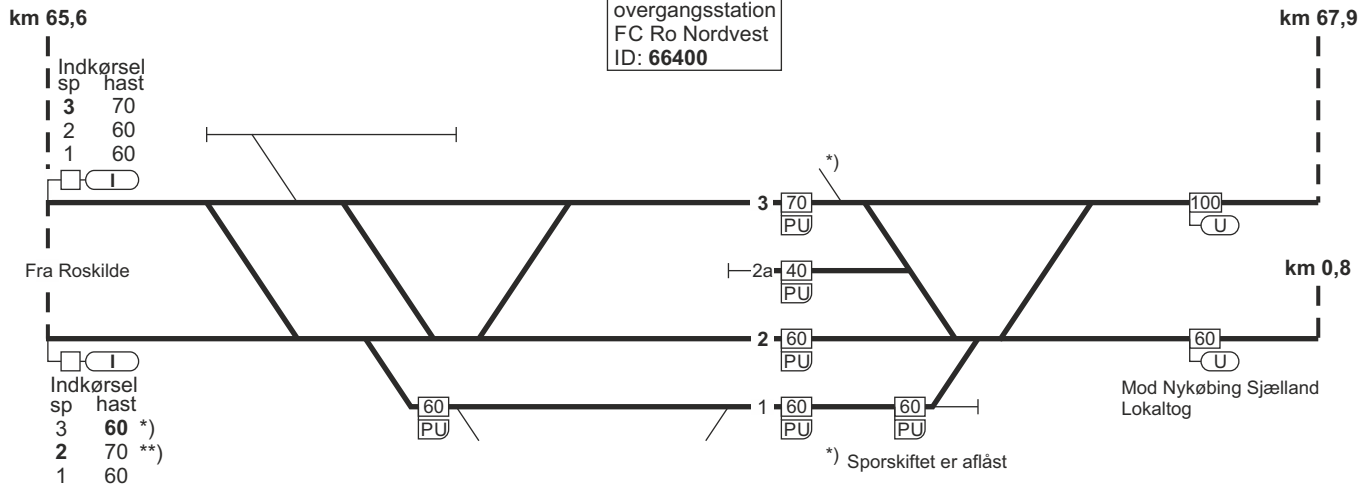 overgangsstation
FC Ro Nordvest
ID: 66400
km 65,6
km 67,9
Indkørsel
sp hast
3 70
2 60
1 60
I
*)
3 70
PU
100
U
Fra Roskilde
2a 40
PU
km 0,8
2 60
PU
60
U
I
Indkørsel
sp hast
3 60 *)
2 70 **)
1 60
60
PU
1 60
PU
60
PU
Mod Nykøbing Sjælland
Lokaltog
*) Sporskiftet er aflåst